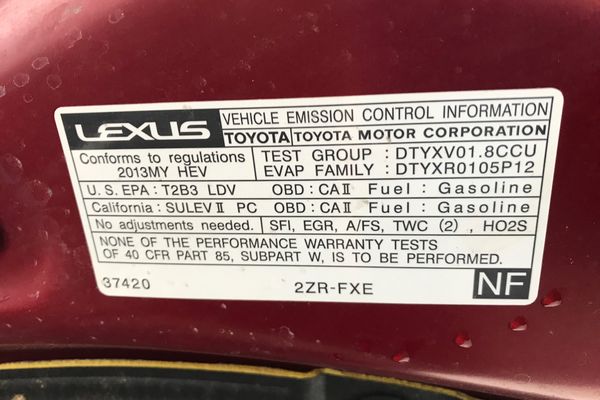 LEXUS
VEHICLE EMISSION CONTROL INFORMATION
TOYOTA TOYOTA MOTOR CORPORATION
Conforms to regulations
2013MY HEV
TEST GROUP : DTYXV01.8CCU
EVAP FAMILY : DTYXR0105P12
U.S. EPA : T2B3 LDV OBD : CAⅡ Fuel : Gasoline
California : SULEVⅡ PC OBD : CAⅡ Fuel : Gasoline
No adjustments needed. SFI, EGR, A/FS, TWC (2) , HO2S
NONE OF THE PERFORMANCE WARRANTY TESTS
OF 40 CFR PART 85, SUBPART W, IS TO BE PERFORMED.
37420 2ZR-FXE NF